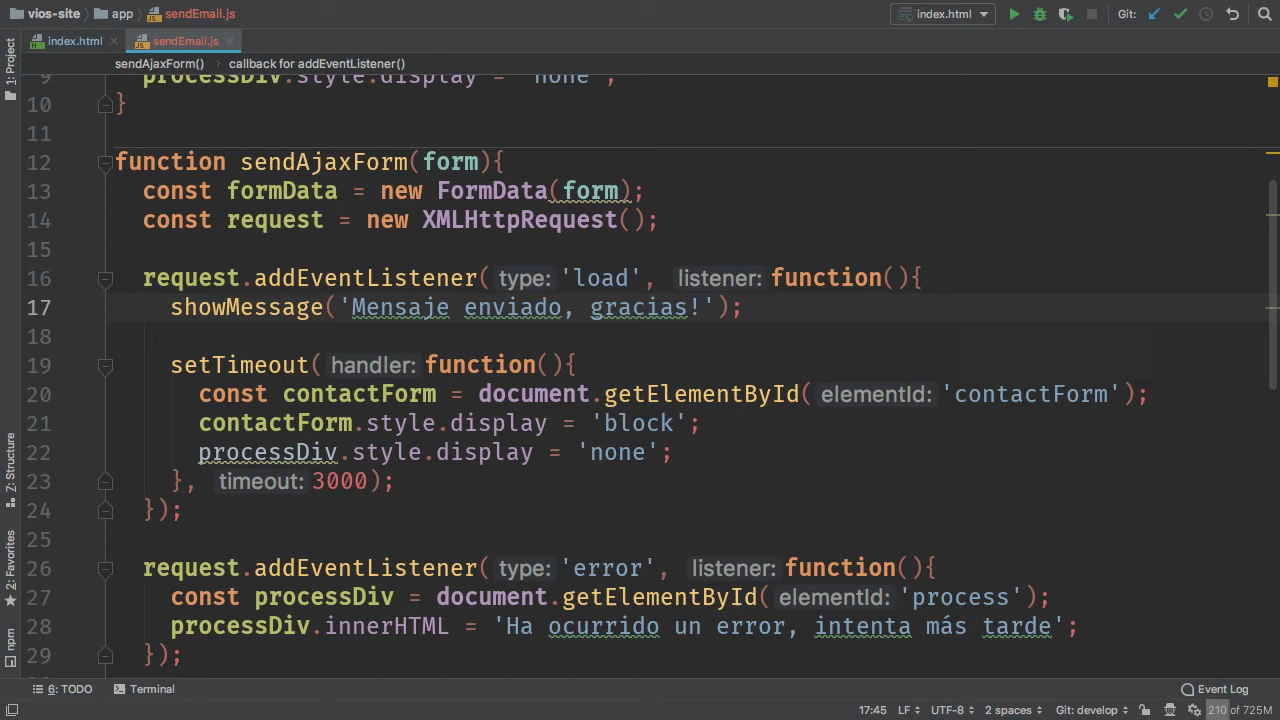 vios-site app sendEmail.js index.html Git:
index.html sendEmail.js
sendAjaxForm() callback for addEventListener()
1: Project
Z: Structure
2: Favorites
npm
9 processDiv.style.display = 'none';
10 }
11
12 function sendAjaxForm(form){
13 const formData = new FormData(form);
14 const request = new XMLHttpRequest();
15
16 request.addEventListener( type: 'load', listener: function(){
17 showMessage('Mensaje enviado, gracias!');
18
19 setTimeout( handler: function(){
20 const contactForm = document.getElementById( elementId: 'contactForm');
21 contactForm.style.display = 'block';
22 processDiv.style.display = 'none';
23 }, timeout: 3000);
24 });
25
26 request.addEventListener( type: 'error', listener: function(){
27 const processDiv = document.getElementById( elementId: 'process');
28 processDiv.innerHTML = 'Ha ocurrido un error, intenta más tarde';
29 });
6: TODO Terminal Event Log
17:45 LF UTF-8 2 spaces Git: develop 210 of 725M